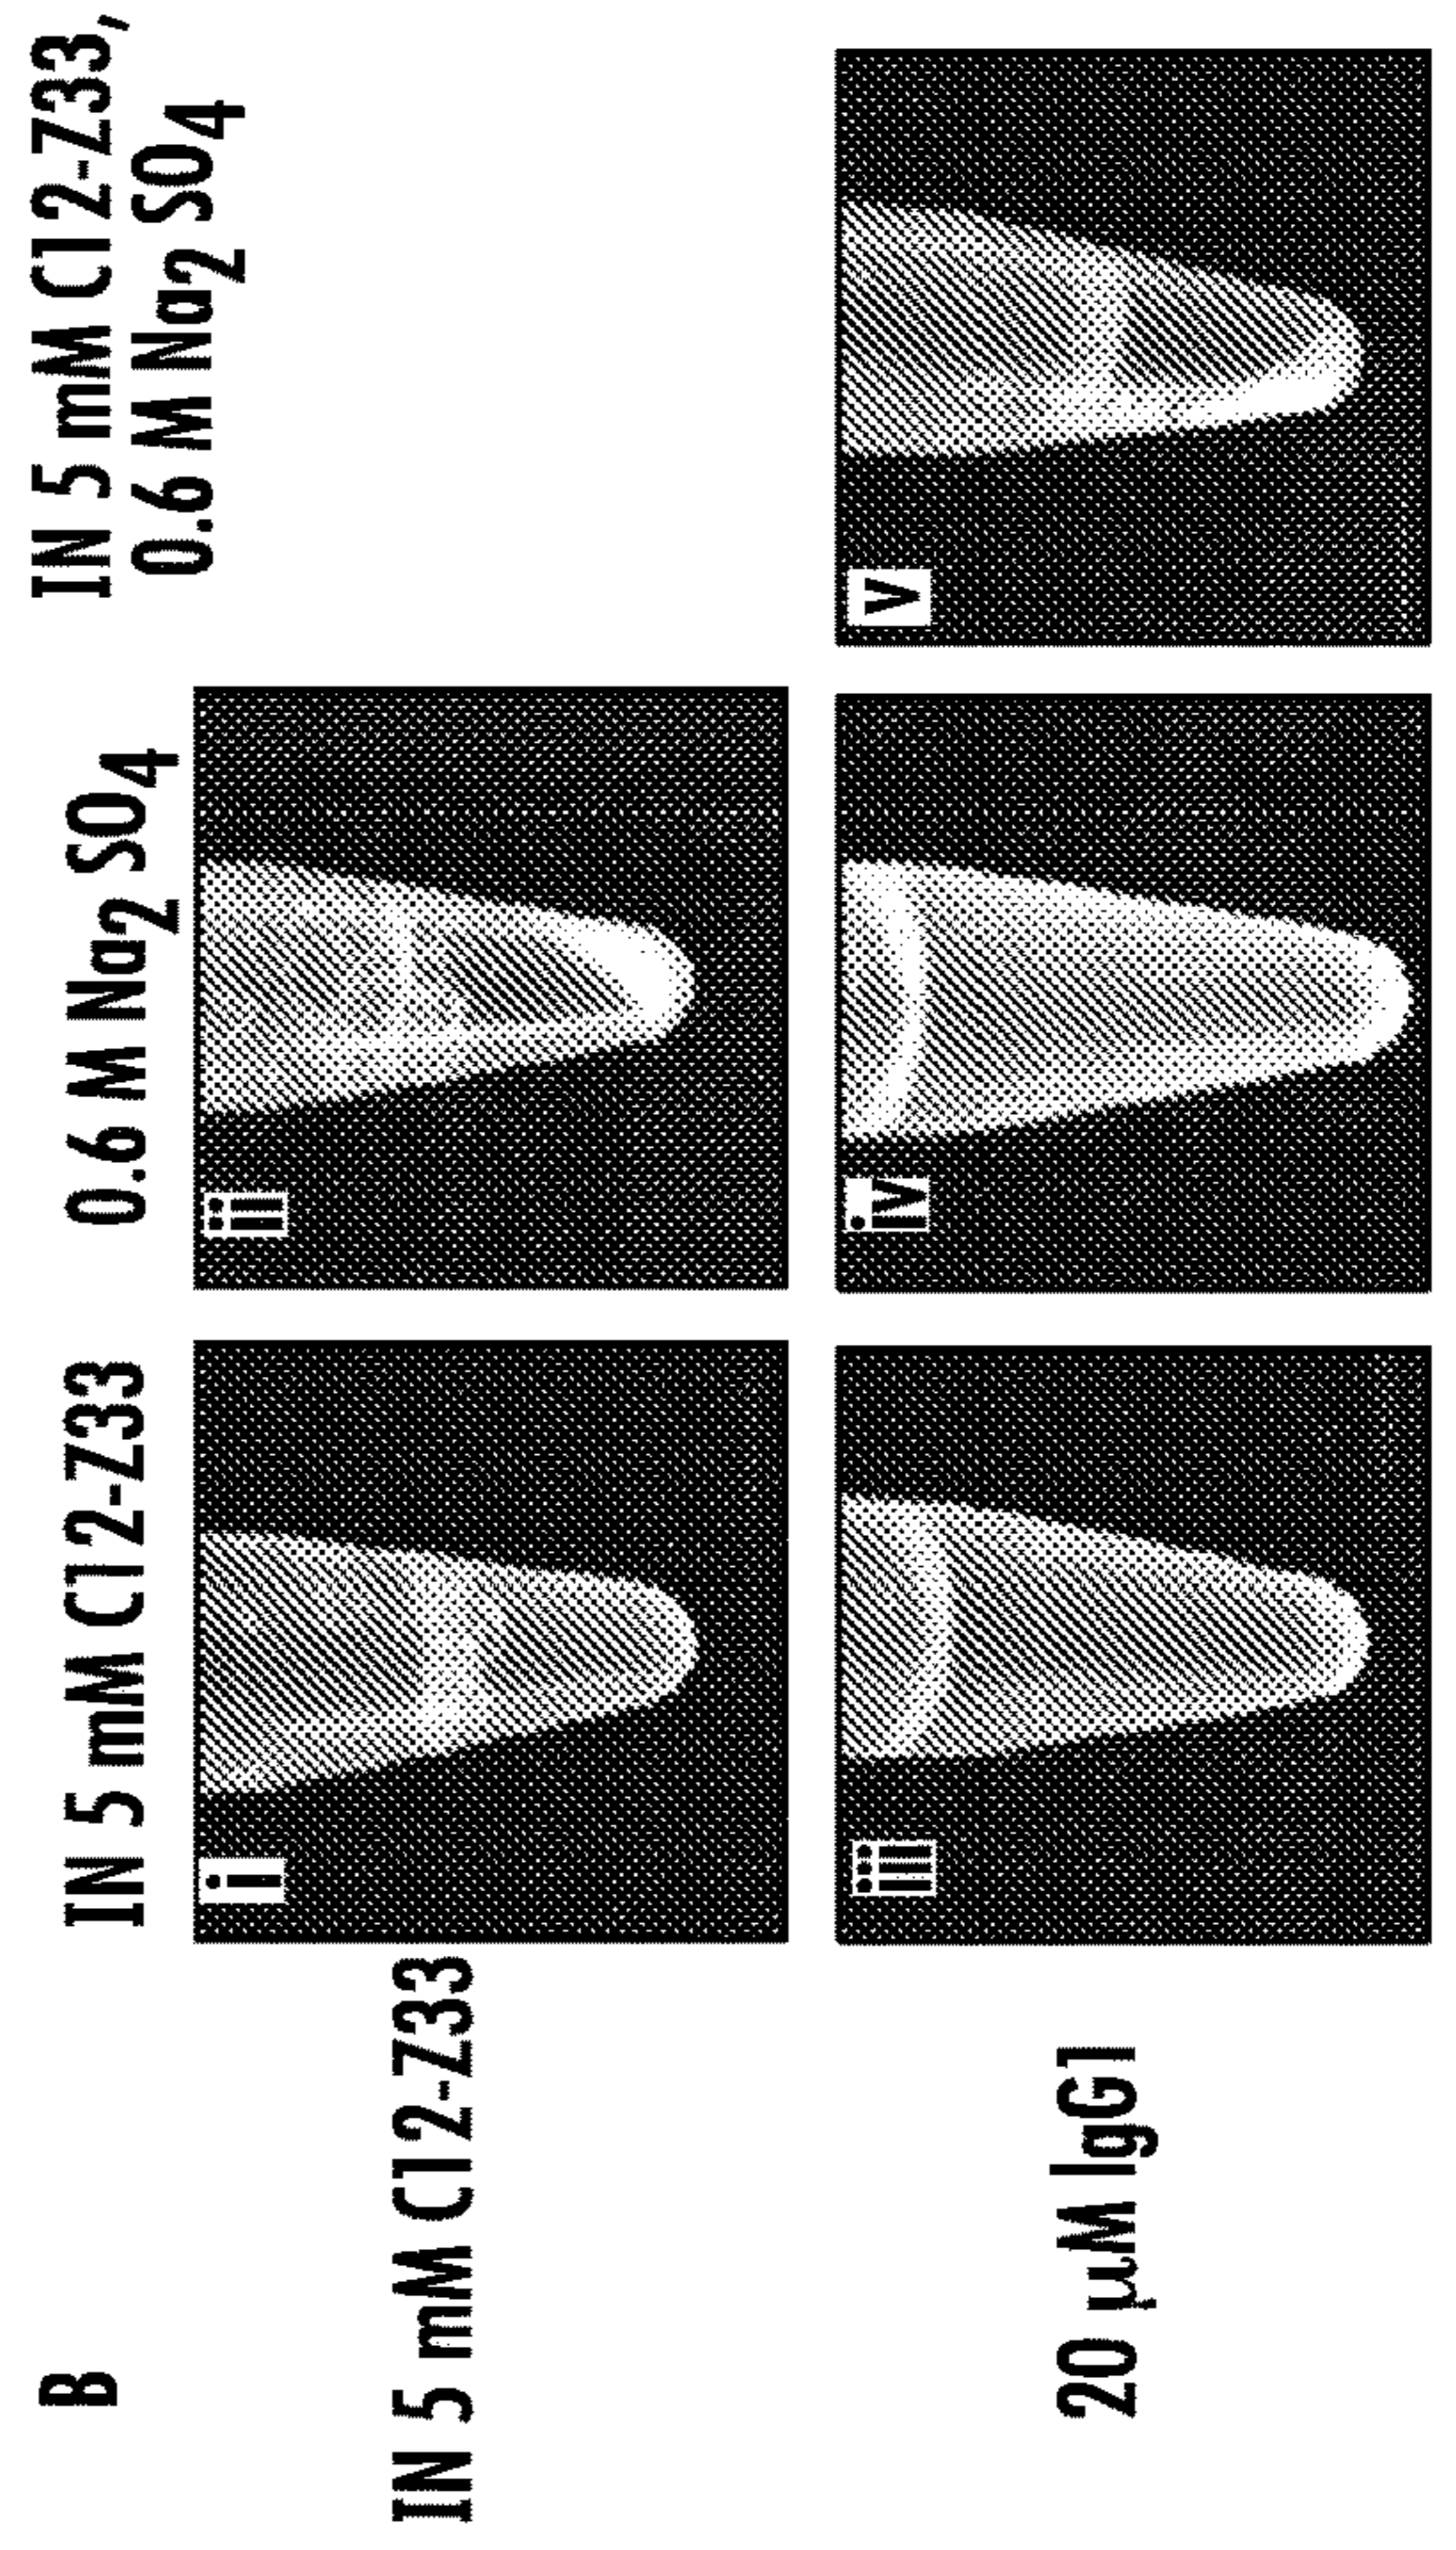 B
IN 5 mM C12-Z33
0.6 M Na2 SO4
IN 5 mM C12-Z33,
0.6 M Na2 SO4
IN 5 mM C12-Z33
i
ii
20 μM IgG1
iii
iv
v